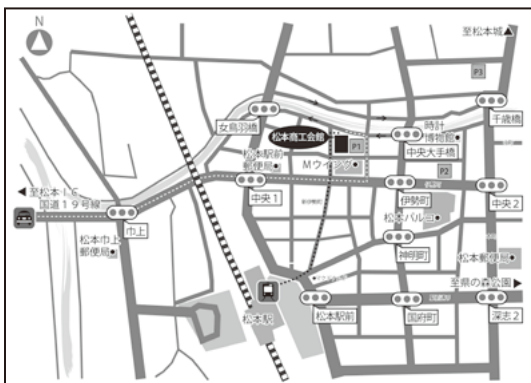 N
至松本城▲
P3
千歳橋
女鳥羽橋
時計
博物館
松本商工会館
P1
中央大手橋
松本駅前
郵便局
Mウイング
P2
◀至松本IC
国道19号線
中央1
伊勢町
中央2
松本パルコ
巾上
松本巾上
郵便局
神明町
松本郵便局
至県の森公園▶
松本駅
松本駅前
国府町
深志2